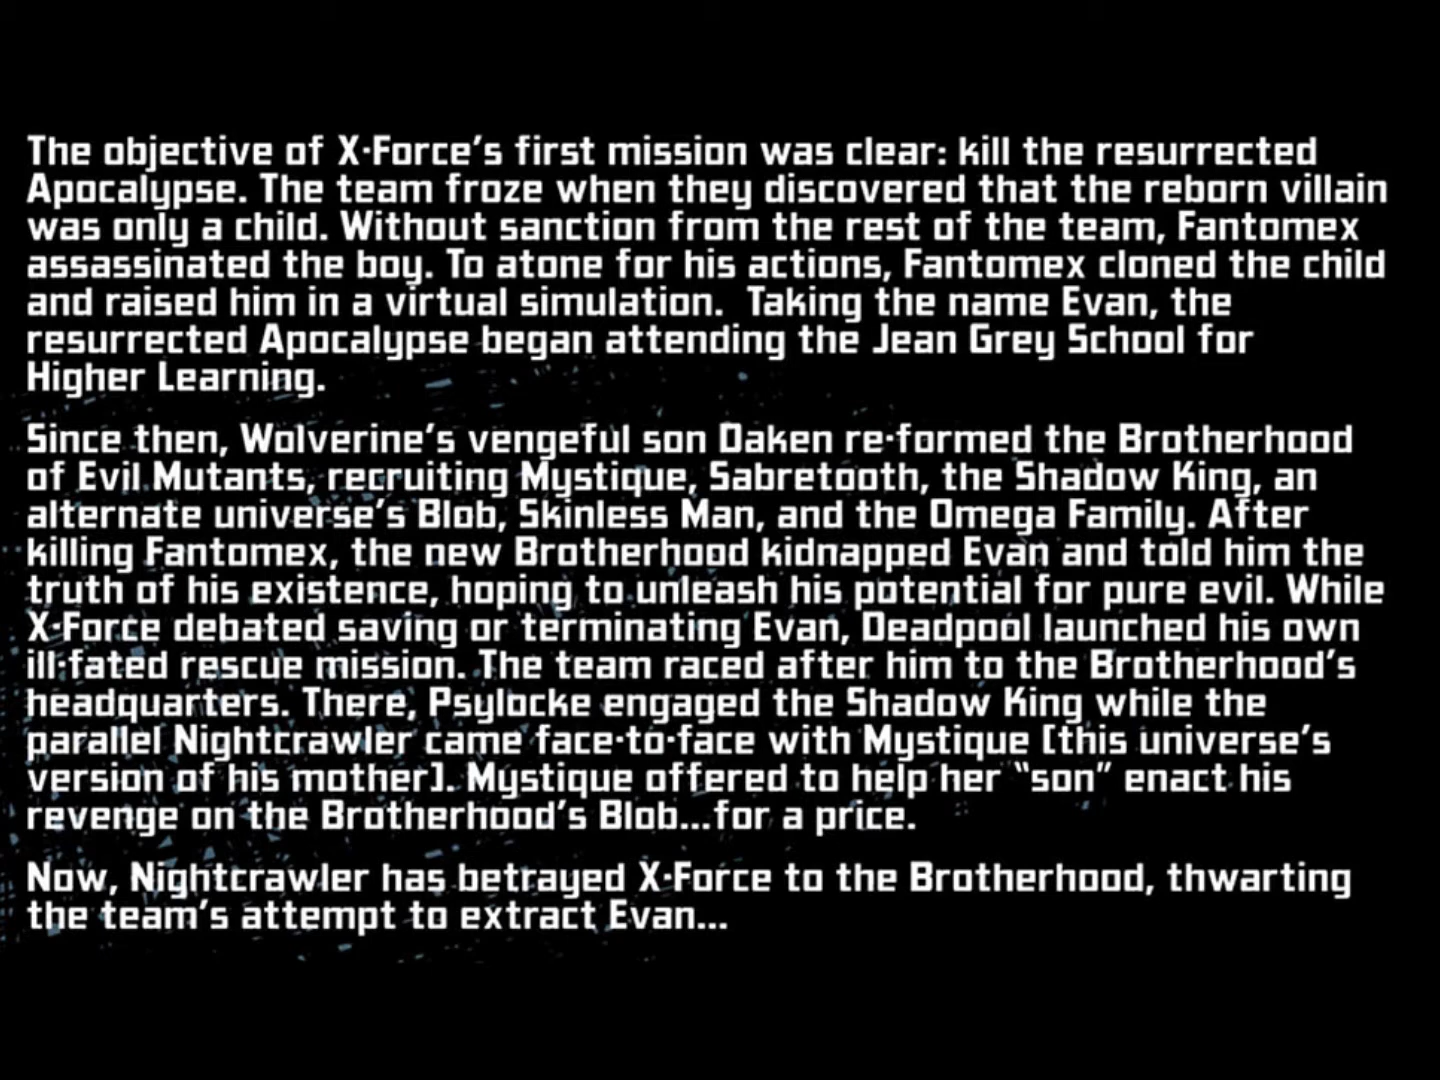 The objective of X-Force's first mission was clear: kill the resurrected
Apocalypse. The team froze when they discovered that the reborn villain
was only a child. Without sanction from the rest of the team, Fantomex
assassinated the boy. To atone for his actions, Fantomex cloned the child
and raised him in a virtual simulation.  Taking the name Evan, the
resurrected Apocalypse began attending the Jean Grey School for
Higher Learning.
Since then, Wolverine's vengeful son Daken re-formed the Brotherhood
of Evil Mutants, recruiting Mystique, Sabretooth, the Shadow King, an
alternate universe's Blob, Skinless Man, and the Omega Family. After
killing Fantomex, the new Brotherhood kidnapped Evan and told him the
truth of his existence, hoping to unleash his potential for pure evil. While
X-Force debated saving or terminating Evan, Deadpool launched his own
ill-fated rescue mission. The team raced after him to the Brotherhood's
headquarters. There, Psylocke engaged the Shadow King while the
parallel Nightcrawler came face-to-face with Mystique [this universe's
version of his mother]. Mystique offered to help her “son” enact his
revenge on the Brotherhood's Blob...for a price.
Now, Nightcrawler has betrayed X-Force to the Brotherhood, thwarting
the team's attempt to extract Evan...